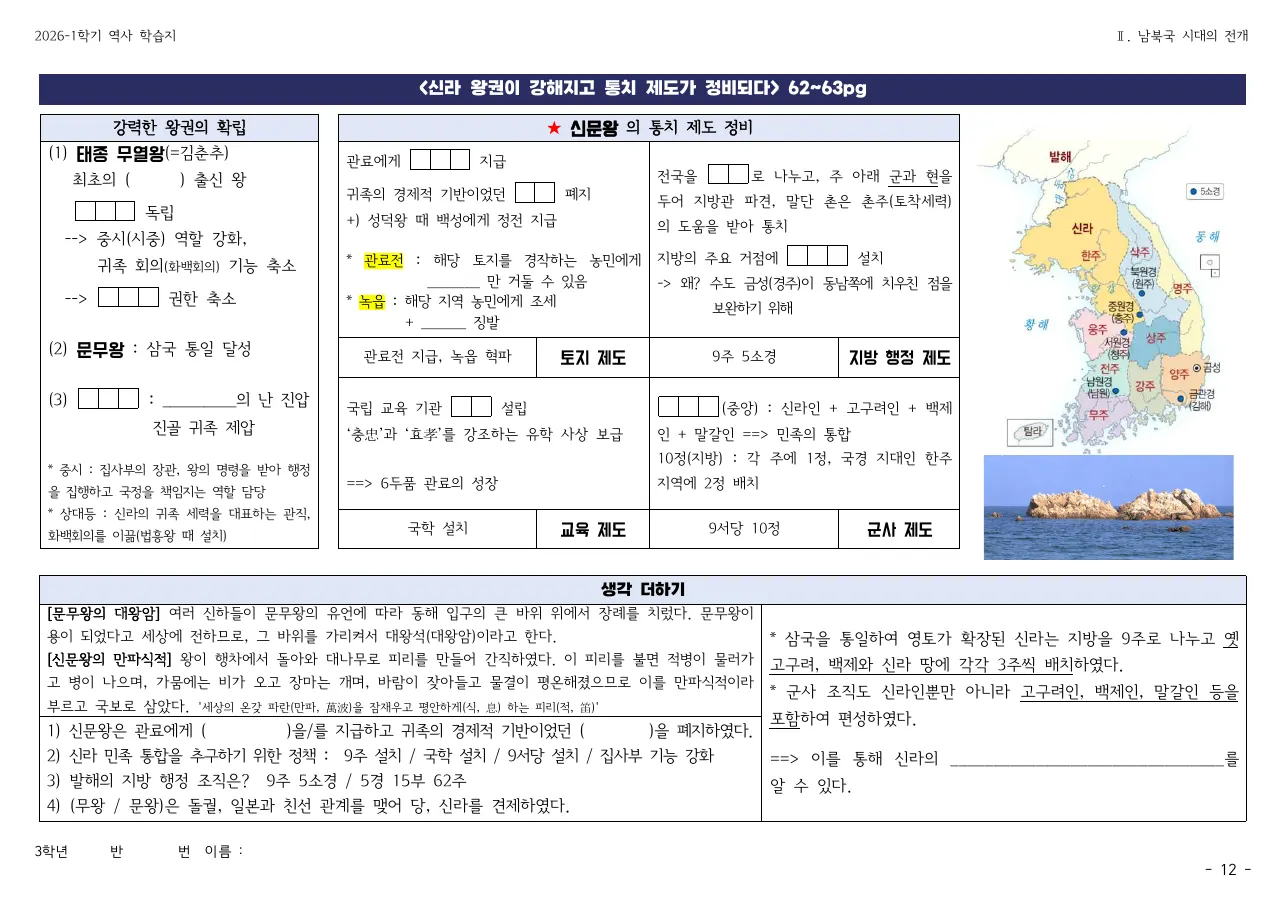 2026-1학기 역사 학습지
Ⅱ. 남북국 시대의 전개
<신라 왕권이 강해지고 통치 제도가 정비되다> 62~63pg
강력한 왕권의 확립
(1) 태종 무열왕(=김춘추)
최초의 ( ) 출신 왕
독립
--> 중시(시중) 역할 강화,
귀족 회의(화백회의) 기능 축소
--> 권한 축소
(2) 문무왕 : 삼국 통일 달성
(3) : _________의 난 진압
진골 귀족 제압
* 중시 : 집사부의 장관, 왕의 명령을 받아 행정
을 집행하고 국정을 책임지는 역할 담당
* 상대등 : 신라의 귀족 세력을 대표하는 관직,
화백회의를 이끎(법흥왕 때 설치)
★ 신문왕 의 통치 제도 정비
관료에게 지급
귀족의 경제적 기반이었던 폐지
+) 성덕왕 때 백성에게 정전 지급
* 관료전 : 해당 토지를 경작하는 농민에게
________ 만 거둘 수 있음
* 녹읍 : 해당 지역 농민에게 조세
+ ______ 징발
관료전 지급, 녹읍 혁파
토지 제도
전국을 로 나누고, 주 아래 군과 현을
두어 지방관 파견, 말단 촌은 촌주(토착세력)
의 도움을 받아 통치
지방의 주요 거점에 설치
-> 왜? 수도 금성(경주)이 동남쪽에 치우친 점을
보완하기 위해
9주 5소경
지방 행정 제도
국립 교육 기관 설립
‘충忠’과 ‘효孝’를 강조하는 유학 사상 보급
==> 6두품 관료의 성장
국학 설치
교육 제도
(중앙) : 신라인 + 고구려인 + 백제
인 + 말갈인 ==> 민족의 통합
10정(지방) : 각 주에 1정, 국경 지대인 한주
지역에 2정 배치
9서당 10정
군사 제도
발해
5소경
신라
동해
한주
삭주
북원경
(원주)
명주
중원경
(충주)
황해
웅주
서원경
(청주)
상주
전주
금성
양주
남원경
(남원)
강주
금관경
(김해)
무주
탐라
생각 더하기
[문무왕의 대왕암] 여러 신하들이 문무왕의 유언에 따라 동해 입구의 큰 바위 위에서 장례를 치렀다. 문무왕이
용이 되었다고 세상에 전하므로, 그 바위를 가리켜서 대왕석(대왕암)이라고 한다.
[신문왕의 만파식적] 왕이 행차에서 돌아와 대나무로 피리를 만들어 간직하였다. 이 피리를 불면 적병이 물러가
고 병이 나으며, 가뭄에는 비가 오고 장마는 개며, 바람이 잦아들고 물결이 평온해졌으므로 이를 만파식적이라
부르고 국보로 삼았다. '세상의 온갖 파란(만파, 萬波)을 잠재우고 평안하게(식, 息) 하는 피리(적, 笛)'
1) 신문왕은 관료에게 ( )을/를 지급하고 귀족의 경제적 기반이었던 ( )을 폐지하였다.
2) 신라 민족 통합을 추구하기 위한 정책 : 9주 설치 / 국학 설치 / 9서당 설치 / 집사부 기능 강화
3) 발해의 지방 행정 조직은? 9주 5소경 / 5경 15부 62주
4) (무왕 / 문왕)은 돌궐, 일본과 친선 관계를 맺어 당, 신라를 견제하였다.
* 삼국을 통일하여 영토가 확장된 신라는 지방을 9주로 나누고 옛
고구려, 백제와 신라 땅에 각각 3주씩 배치하였다.
* 군사 조직도 신라인뿐만 아니라 고구려인, 백제인, 말갈인 등을
포함하여 편성하였다.
==> 이를 통해 신라의 ______________________________를
알 수 있다.
3학년 반 번 이름 :
- 12 -